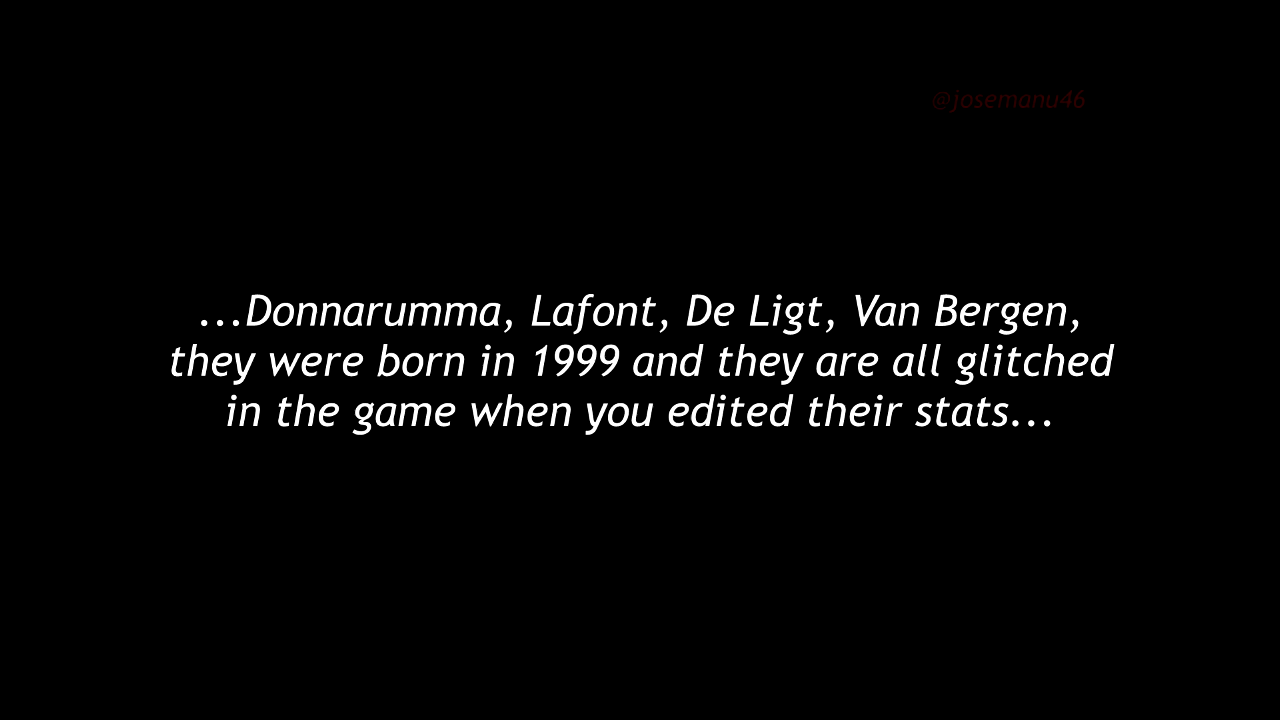 @josemanu46
...Donnarumma, Lafont, De Ligt, Van Bergen,
they were born in 1999 and they are all glitched
in the game when you edited their stats...